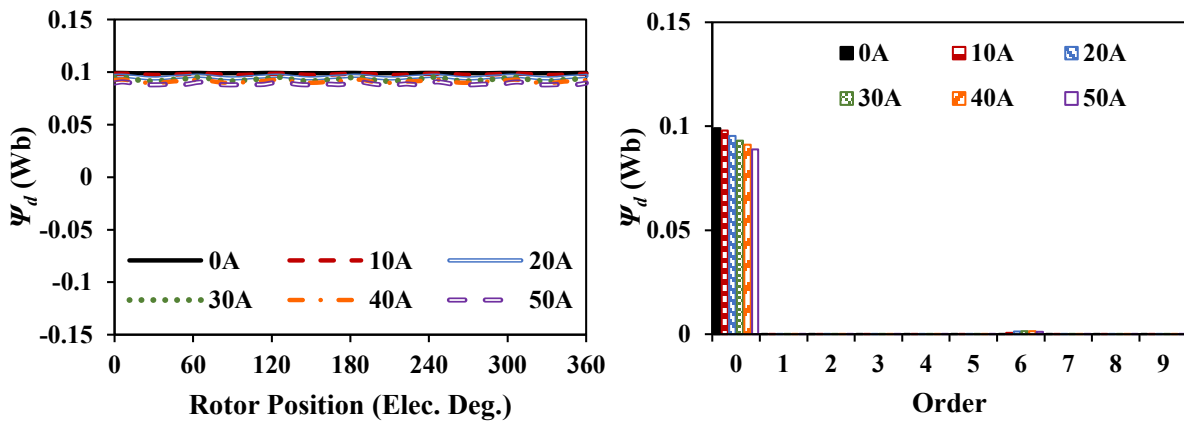 0.15
0.1
0.05
0
-0.05
-0.1
-0.15
Ψd (Wb)
0A 10A 20A
30A 40A 50A
0 60 120 180 240 300 360
Rotor Position (Elec. Deg.)
0.15
0.1
0.05
0
Ψd (Wb)
0A 10A 20A
30A 40A 50A
0 1 2 3 4 5 6 7 8 9
Order